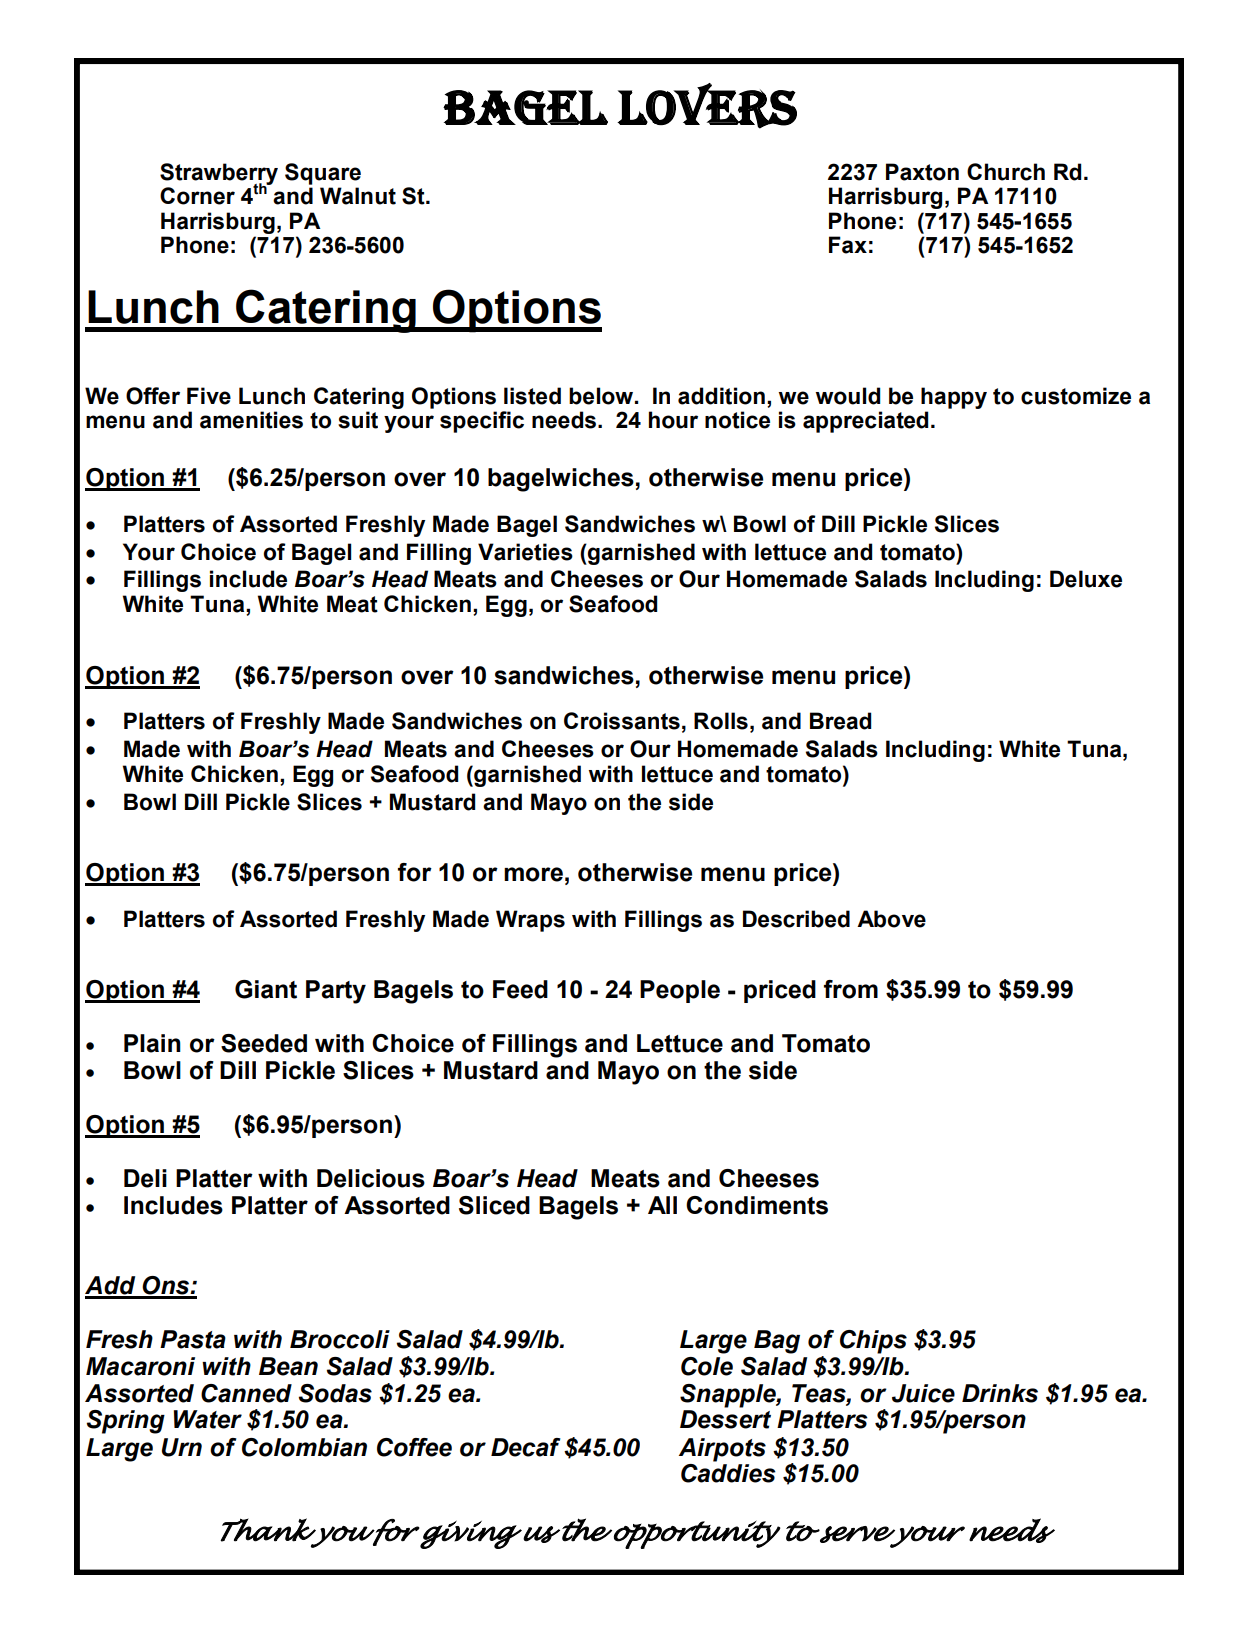 BAGEL LOVERS
Strawberry Square
Corner 4th and Walnut St.
Harrisburg, PA
Phone: (717) 236-5600
2237 Paxton Church Rd.
Harrisburg, PA 17110
Phone: (717) 545-1655
Fax: (717) 545-1652
Lunch Catering Options
We Offer Five Lunch Catering Options listed below. In addition, we would be happy to customize a
menu and amenities to suit your specific needs. 24 hour notice is appreciated.
Option #1 ($6.25/person over 10 bagelwiches, otherwise menu price)
• Platters of Assorted Freshly Made Bagel Sandwiches w\ Bowl of Dill Pickle Slices
• Your Choice of Bagel and Filling Varieties (garnished with lettuce and tomato)
• Fillings include Boar's Head Meats and Cheeses or Our Homemade Salads Including: Deluxe
White Tuna, White Meat Chicken, Egg, or Seafood
Option #2 ($6.75/person over 10 sandwiches, otherwise menu price)
• Platters of Freshly Made Sandwiches on Croissants, Rolls, and Bread
• Made with Boar's Head Meats and Cheeses or Our Homemade Salads Including: White Tuna,
White Chicken, Egg or Seafood (garnished with lettuce and tomato)
• Bowl Dill Pickle Slices + Mustard and Mayo on the side
Option #3 ($6.75/person for 10 or more, otherwise menu price)
• Platters of Assorted Freshly Made Wraps with Fillings as Described Above
Option #4 Giant Party Bagels to Feed 10 - 24 People - priced from $35.99 to $59.99
• Plain or Seeded with Choice of Fillings and Lettuce and Tomato
• Bowl of Dill Pickle Slices + Mustard and Mayo on the side
Option #5 ($6.95/person)
• Deli Platter with Delicious Boar's Head Meats and Cheeses
• Includes Platter of Assorted Sliced Bagels + All Condiments
Add Ons:
Fresh Pasta with Broccoli Salad $4.99/lb.
Macaroni with Bean Salad $3.99/lb.
Assorted Canned Sodas $1.25 ea.
Spring Water $1.50 ea.
Large Urn of Colombian Coffee or Decaf $45.00
Large Bag of Chips $3.95
Cole Salad $3.99/lb.
Snapple, Teas, or Juice Drinks $1.95 ea.
Dessert Platters $1.95/person
Airpots $13.50
Caddies $15.00
Thank you for giving us the opportunity to serve your needs